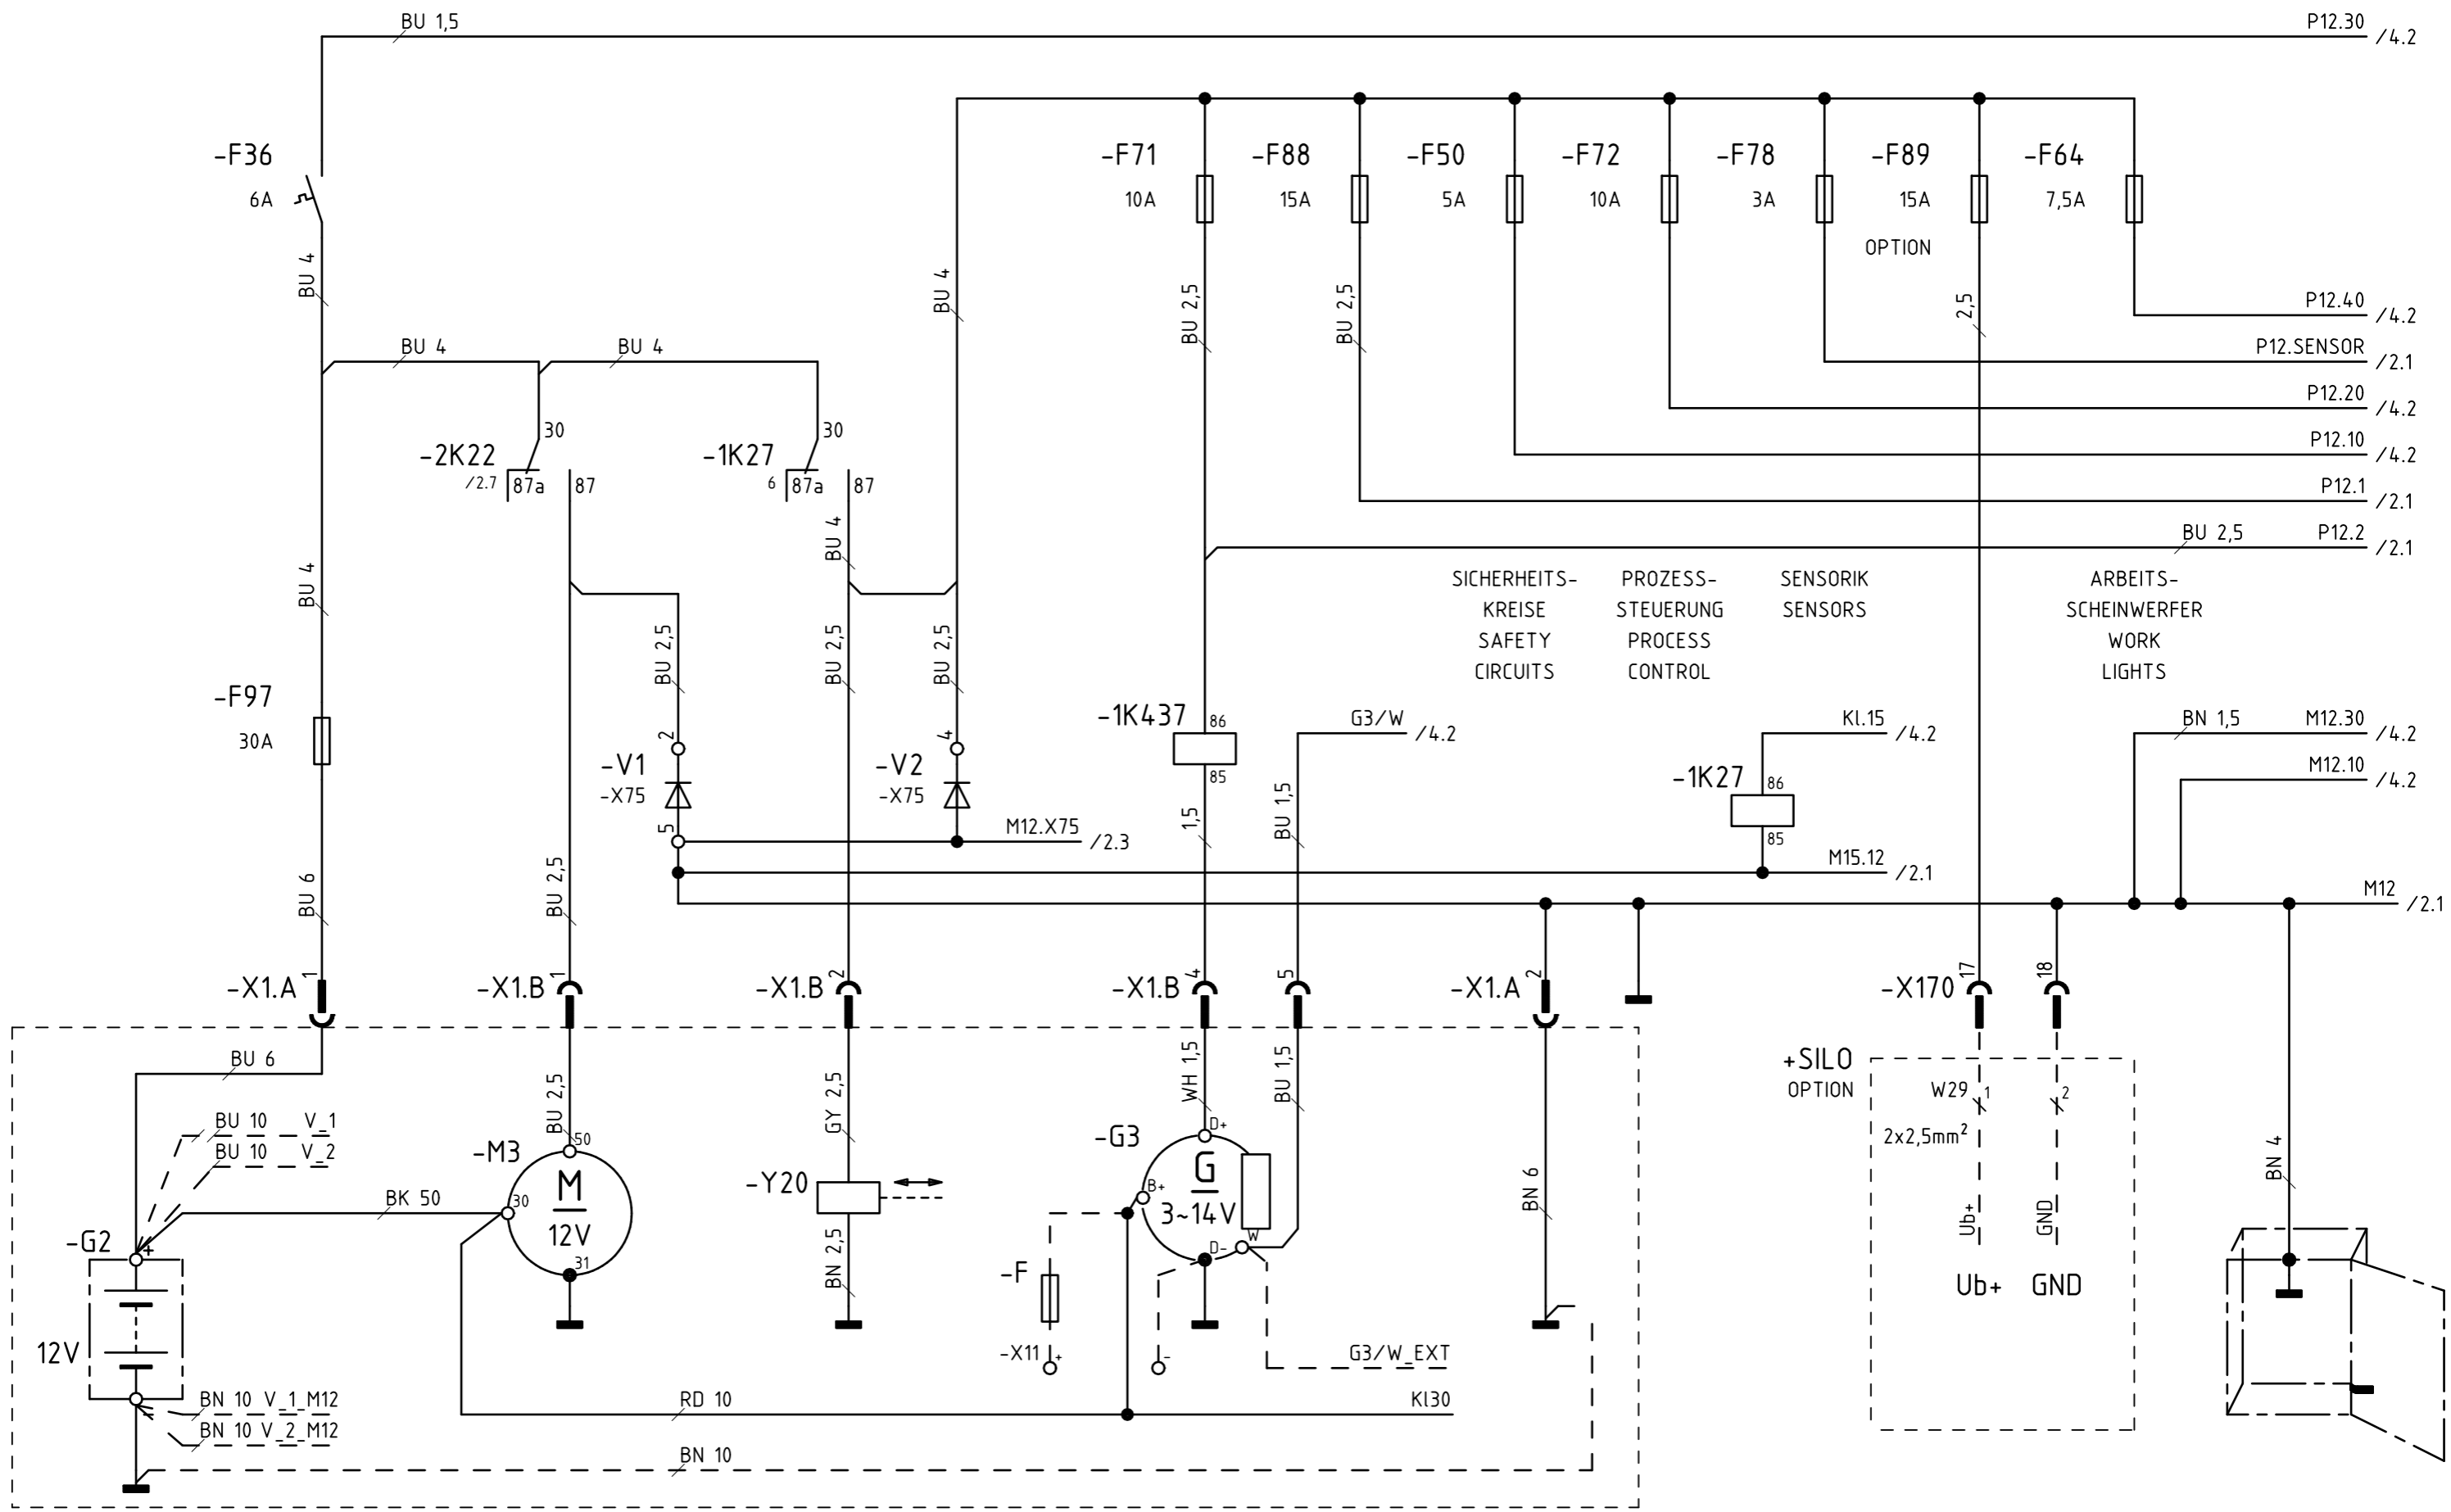 BU 1,5
P12.30
/4.2
-F36
6A
-F71
10A
-F88
15A
-F50
5A
-F72
10A
-F78
3A
-F89
15A
OPTION
-F64
7,5A
BU 4
BU 4
BU 2,5
BU 2,5
2,5
P12.40
/4.2
P12.SENSOR
/2.1
P12.20
/4.2
P12.10
/4.2
P12.1
/2.1
BU 2,5
P12.2
/2.1
BU 4
BU 4
-2K22
/2.7
30
87a
87
-1K27
6
30
87a
87
BU 4
BU 4
SICHERHEITS-
KREISE
SAFETY
CIRCUITS
PROZESS-
STEUERUNG
PROCESS
CONTROL
SENSORIK
SENSORS
ARBEITS-
SCHEINWERFER
WORK
LIGHTS
BU 2,5
BU 2,5
BU 2,5
-F97
30A
-V1
-X75
2
5
-V2
-X75
4
-1K437
86
85
G3/W
/4.2
-1K27
86
85
Kl.15
/4.2
BN 1,5
M12.30
/4.2
M12.10
/4.2
1,5
BU 1,5
M12.X75
/2.3
M15.12
/2.1
M12
/2.1
BU 6
BU 2,5
-X1.A
1
-X1.B
1
-X1.B
2
-X1.B
4
5
-X1.A
2
-X170
17
18
BU 6
BU 2,5
GY 2,5
WH 1,5
BU 1,5
BN 6
+SILO
OPTION
W29
1
2
2x2,5mm²
Ub+
GND
Ub+
GND
BN 4
BU 10
V_1
BU 10
V_2
BK 50
-M3
50
30
M
12V
31
-Y20
BN 2,5
-G3
D+
B+
G
3~14V
W
D-
-G2
+
12V
-F
-X11
+
-
G3/W_EXT
BN 10 V_1_M12
BN 10 V_2_M12
RD 10
Kl30
BN 10